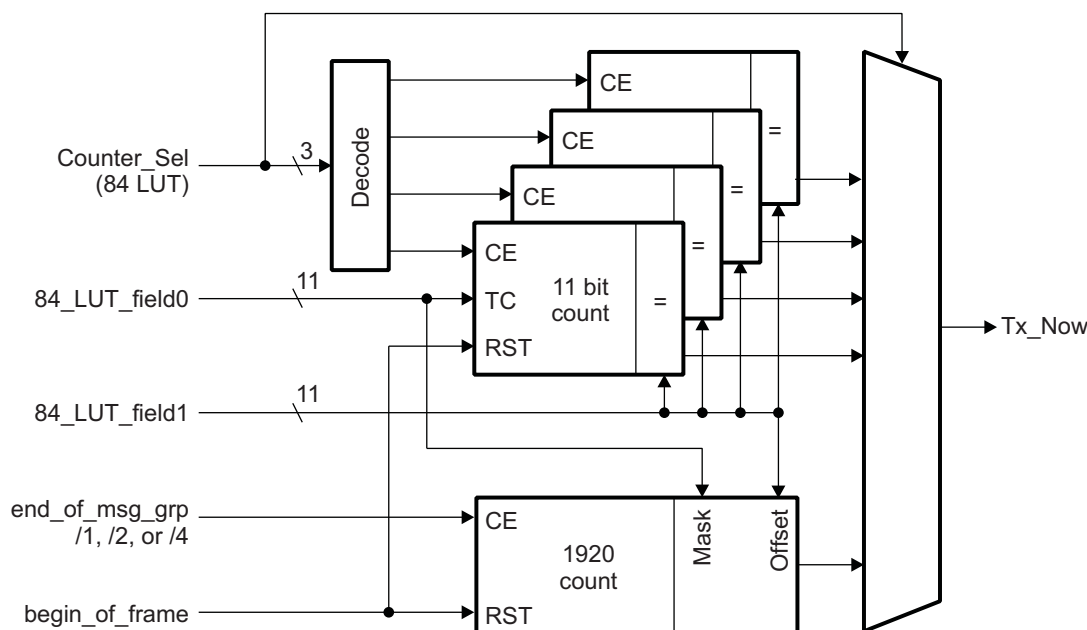 CE
CE
=
3
Counter_Sel
(84 LUT)
Decode
=
CE
=
CE
11
84_LUT_field0
TC
11 bit
count
=
RST
Tx_Now
11
84_LUT_field1
end_of_msg_grp
/1, /2, or /4
CE
Mask
Offset
1920
count
begin_of_frame
RST